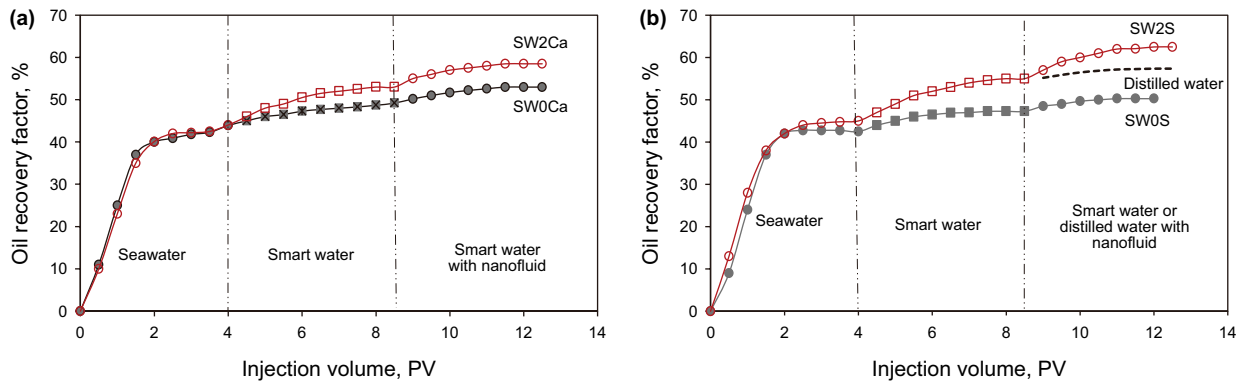 (a)
Oil recovery factor, %
70
60
50
40
30
20
10
0
SW2Ca
SW0Ca
Seawater
Smart water
Smart water
with nanofluid
0 2 4 6 8 10 12 14
Injection volume, PV
(b)
Oil recovery factor, %
70
60
50
40
30
20
10
0
SW2S
Distilled water
SW0S
Seawater
Smart water
Smart water or
distilled water with
nanofluid
0 2 4 6 8 10 12 14
Injection volume, PV